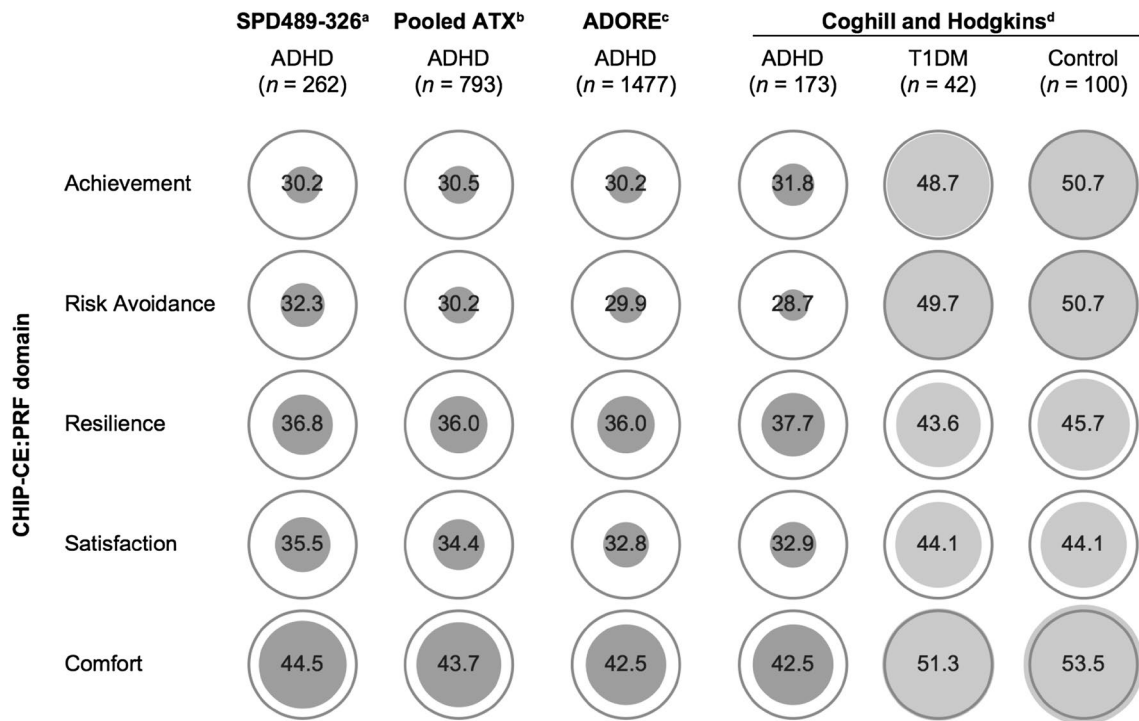 SPD489-326ᵃ Pooled ATXᵇ ADOREᶜ Coghill and Hodgkinsᵈ
ADHD ADHD ADHD ADHD T1DM Control
(n = 262) (n = 793) (n = 1477) (n = 173) (n = 42) (n = 100)
CHIP-CE:PRF domain
Achievement 30.2 30.5 30.2 31.8 48.7 50.7
Risk Avoidance 32.3 30.2 29.9 28.7 49.7 50.7
Resilience 36.8 36.0 36.0 37.7 43.6 45.7
Satisfaction 35.5 34.4 32.8 32.9 44.1 44.1
Comfort 44.5 43.7 42.5 42.5 51.3 53.5